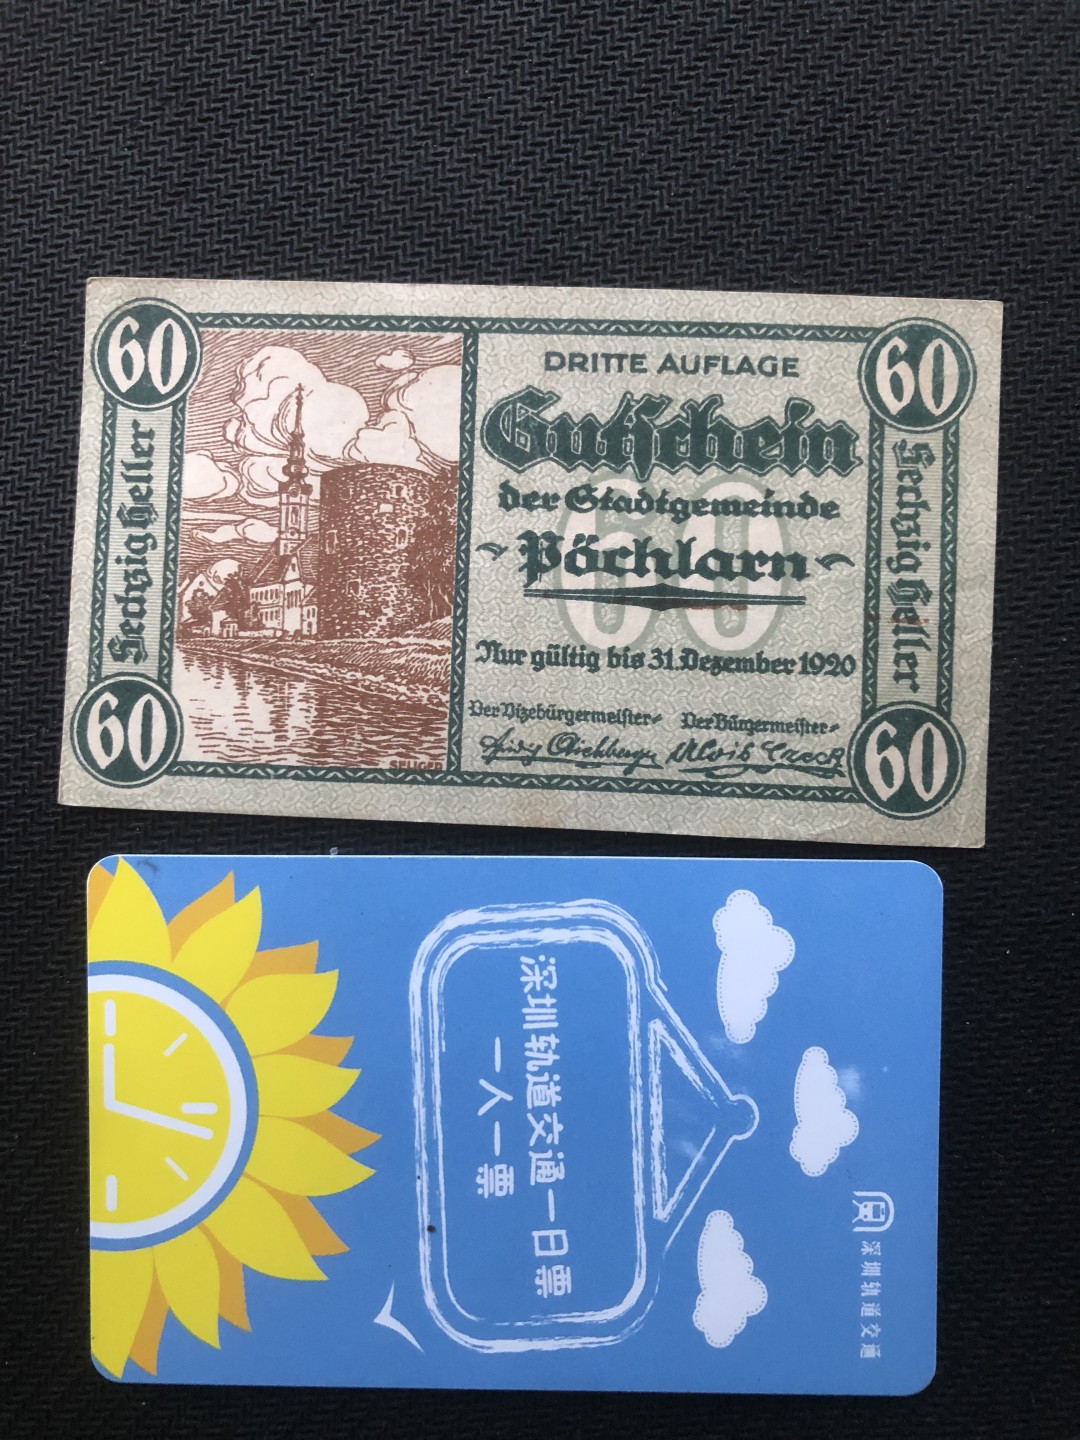 60
60
Sechzig Heller
DRITTE AUFLAGE
Gutschein
der Stadtgemeinde
60
Pöchlarn
Nur gültig bis 31. Dezember 1920
Der Vizebürgermeister
Der Bürgermeister
Sechzig Heller
SELIGER
60
60
深圳轨道交通
深圳轨道交通一日票
一人一票